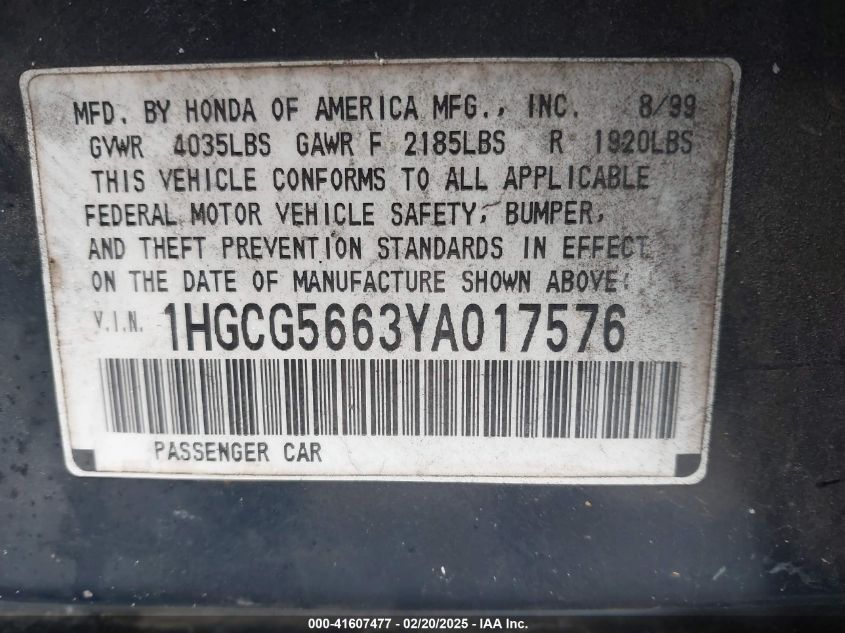 MFD. BY HONDA OF AMERICA MFG., INC. 8/99
GVWR 4035LBS GAWR F 2185LBS R 1920LBS
THIS VEHICLE CONFORMS TO ALL APPLICABLE
FEDERAL MOTOR VEHICLE SAFETY, BUMPER,
AND THEFT PREVENTION STANDARDS IN EFFECT
ON THE DATE OF MANUFACTURE SHOWN ABOVE:
V.I.N. 1HGCG5663YA017576
PASSENGER CAR
000-41607477 - 02/20/2025 - IAA Inc.